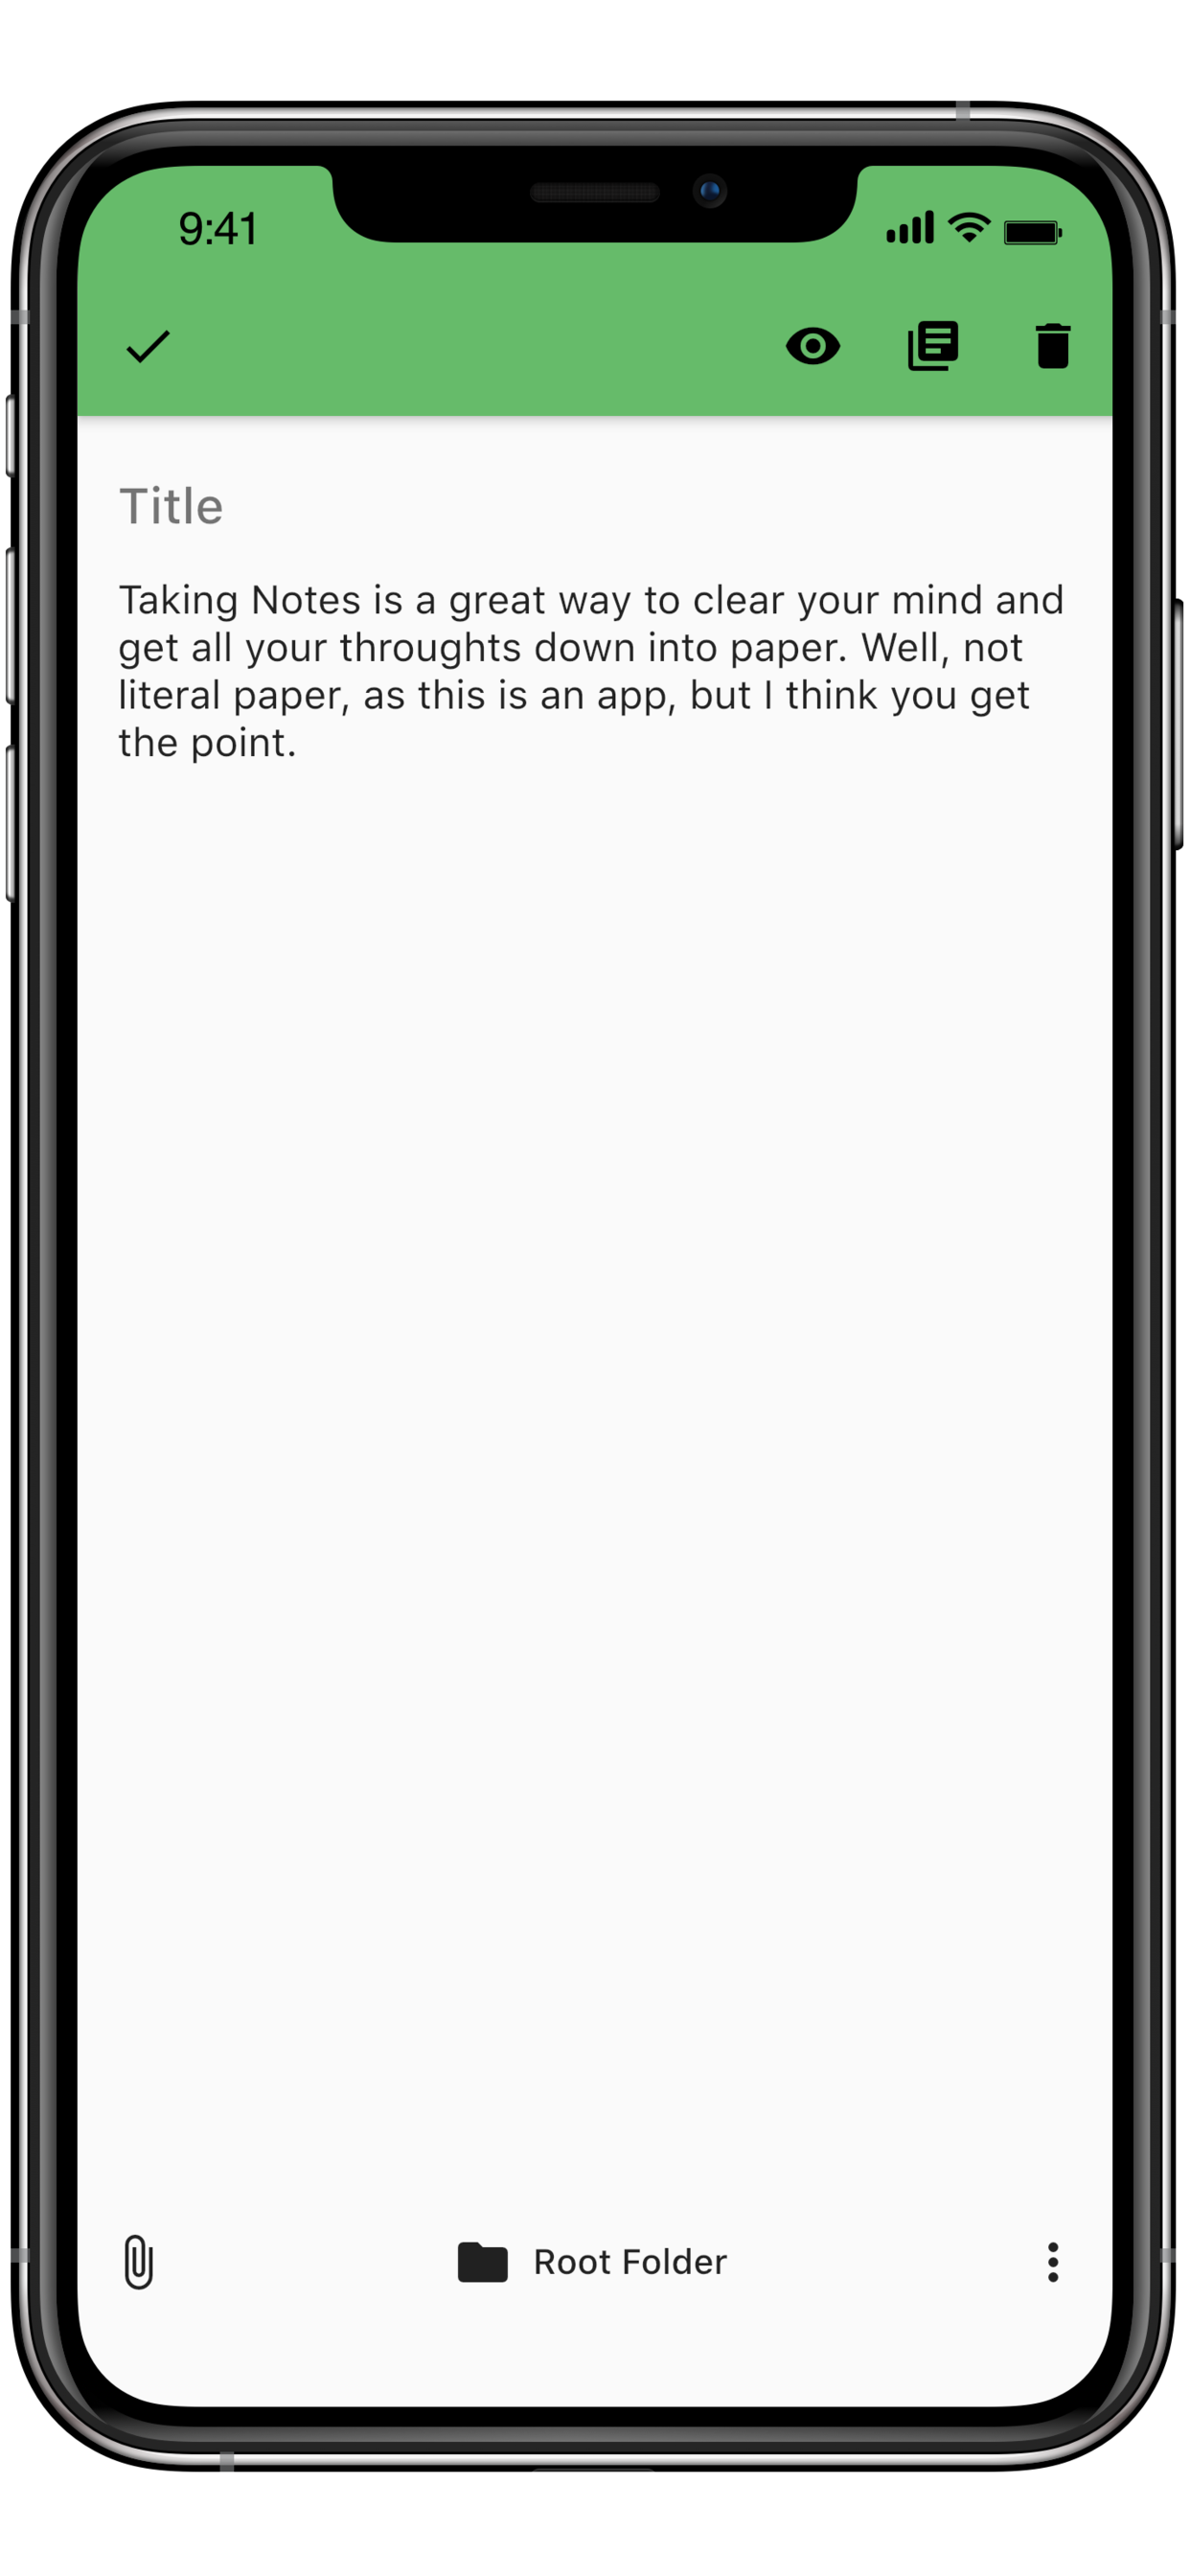 9:41
Title
Taking Notes is a great way to clear your mind and
get all your throughts down into paper. Well, not
literal paper, as this is an app, but I think you get
the point.
Root Folder